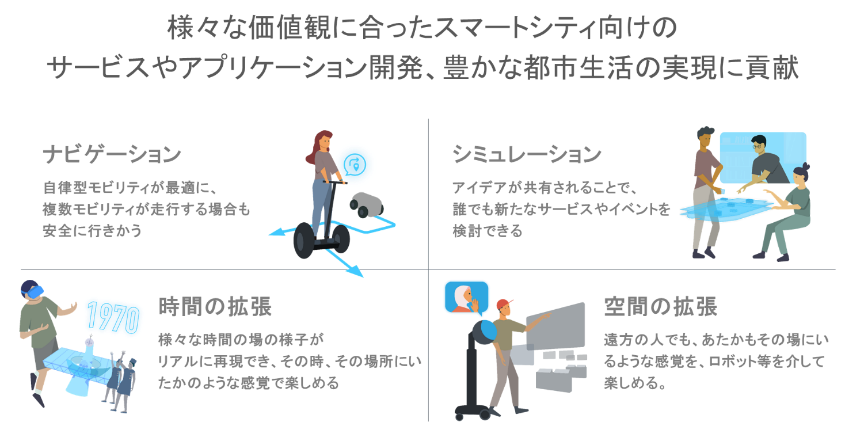 様々な価値観に合ったスマートシティ向けの
サービスやアプリケーション開発、豊かな都市生活の実現に貢献
ナビゲーション
自律型モビリティが最適に、
複数モビリティが走行する場合も
安全に行きかう
シミュレーション
アイデアが共有されることで、
誰でも新たなサービスやイベントを
検討できる
1970
時間の拡張
様々な時間の場の様子が
リアルに再現でき、その時、その場所にい
たかのような感覚で楽しめる
空間の拡張
遠方の人でも、あたかもその場にい
るような感覚を、ロボット等を介して
楽しめる。